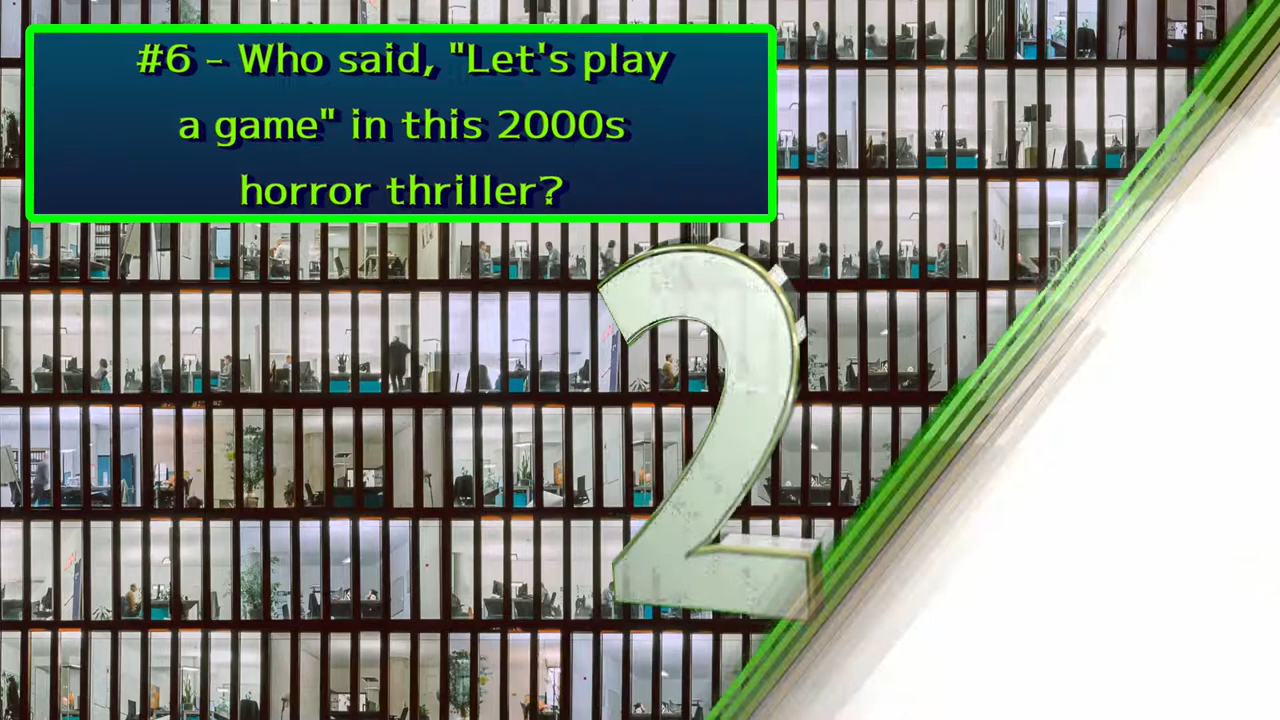 #6 - Who said, "Let's play
a game" in this 2000s
horror thriller?
2